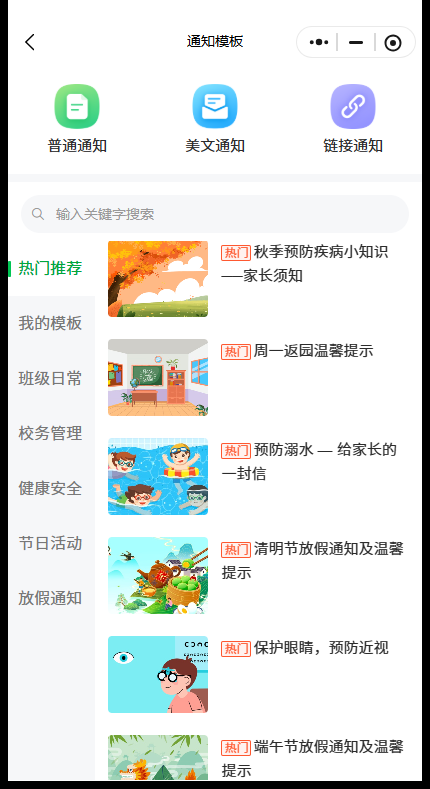 通知模板
普通通知
美文通知
链接通知
输入关键字搜索
热门推荐
我的模板
班级日常
校务管理
健康安全
节日活动
放假通知
热门 秋季预防疾病小知识
——家长须知
热门 周一返园温馨提示
热门 预防溺水 — 给家长的
一封信
热门 清明节放假通知及温馨
提示
热门 保护眼睛，预防近视
热门 端午节放假通知及温馨
提示